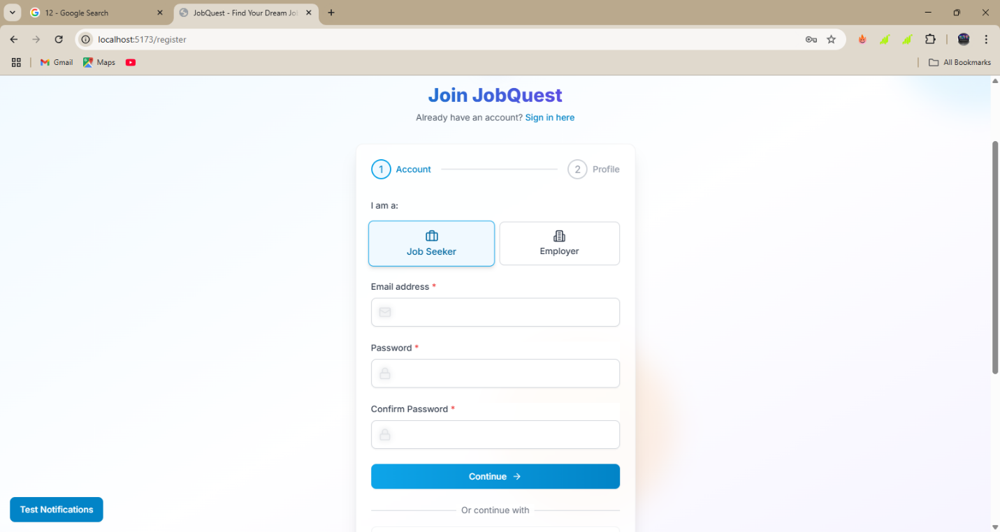 12 - Google Search
JobQuest - Find Your Dream Jo
localhost:5173/register
Gmail
Maps
All Bookmarks
Join JobQuest
Already have an account? Sign in here
1 Account
2 Profile
I am a:
Job Seeker
Employer
Email address *
Password *
Confirm Password *
Continue →
Test Notifications
Or continue with